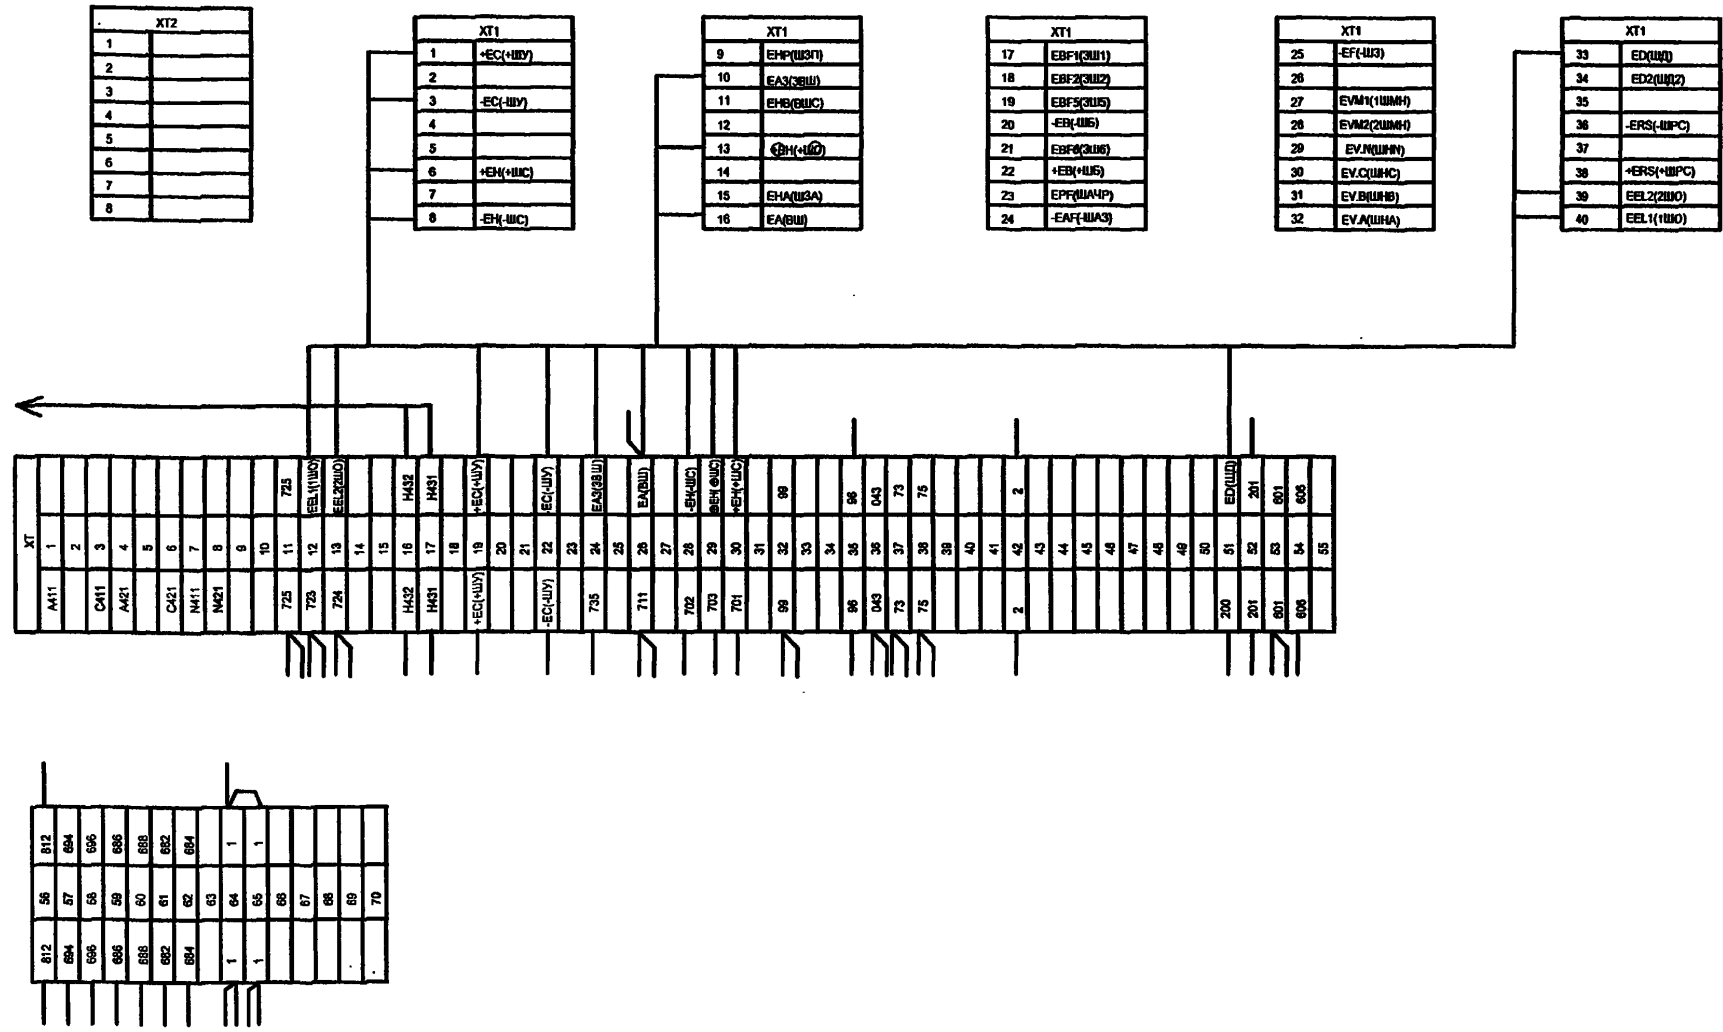 XT2
1
2
3
4
5
6
7
8
XT1
1 +EC(+ШУ)
2
3 -EC(-ШУ)
4
5
6 +EH(+ШС)
7
8 -EH(-ШС)
XT1
9 EHP(ШЗП)
10 EA3(3ВШ)
11 EHB(ВШС)
12
13
14
15 EHA(ШЗА)
16 EA(ВШ)
XT1
17 EBF1(3Ш1)
18 EBF2(3Ш2)
19 EBF5(3Ш5)
20 -EB(-ШБ)
21 EBF6(3Ш6)
22 +EB(+ШБ)
23 EPF(ШАЧР)
24 -EAF(-ШАЗ)
XT1
25 -EF(-ШЗ)
26
27 EVM1(1ШМН)
28 EVM2(2ШМН)
29 EV.N(ШНN)
30 EV.C(ШНС)
31 EV.B(ШНВ)
32 EV.A(ШНА)
XT1
33 ED(ШД)
34 ED2(ШД2)
35
36 -ERS(-ШРС)
37
38 +ERS(+ШРС)
39 EEL2(2ШО)
40 EEL1(1ШО)
725 EEL1(1ШО) EEL2(2ШО) H432 H431 +EC(+ШУ) -EC(-ШУ) EA3(3ВШ) EA(ВШ) -EH(-ШС) ⊕EH ⊕ШС +EH(+ШС) 99 96 043 73 75 2 ED(ШД) 201 601 606
XT 1 2 3 4 5 6 7 8 9 10 11 12 13 14 15 16 17 18 19 20 21 22 23 24 25 26 27 28 29 30 31 32 33 34 35 36 37 38 39 40 41 42 43 44 45 46 47 48 49 50 51 52 53 54 55
A411 C411 A421 C421 N411 N421 725 723 724 H432 H431 +EC(+ШУ) -EC(-ШУ) 735 711 702 703 701 99 96 043 73 75 2 200 201 601 606
812 694 696 686 688 682 684 1 1
56 57 58 59 60 61 62 63 64 65 66 67 68 69 70
812 694 696 686 688 682 684 1 1